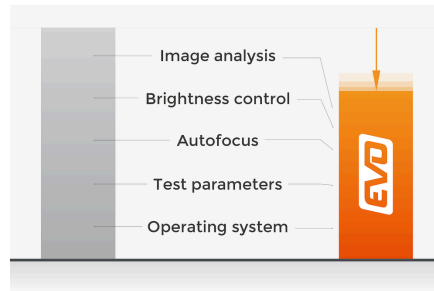 Image analysis
Brightness control
Autofocus
Test parameters
Operating system
EVO